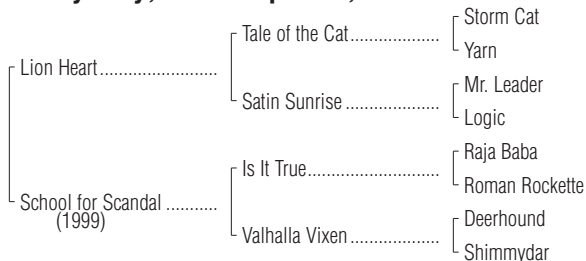 Storm Cat
Tale of the Cat
Yarn
Lion Heart
Mr. Leader
Satin Sunrise
Logic
Raja Baba
Is It True
Roman Rockette
School for Scandal
(1999)
Deerhound
Valhalla Vixen
Shimmydar